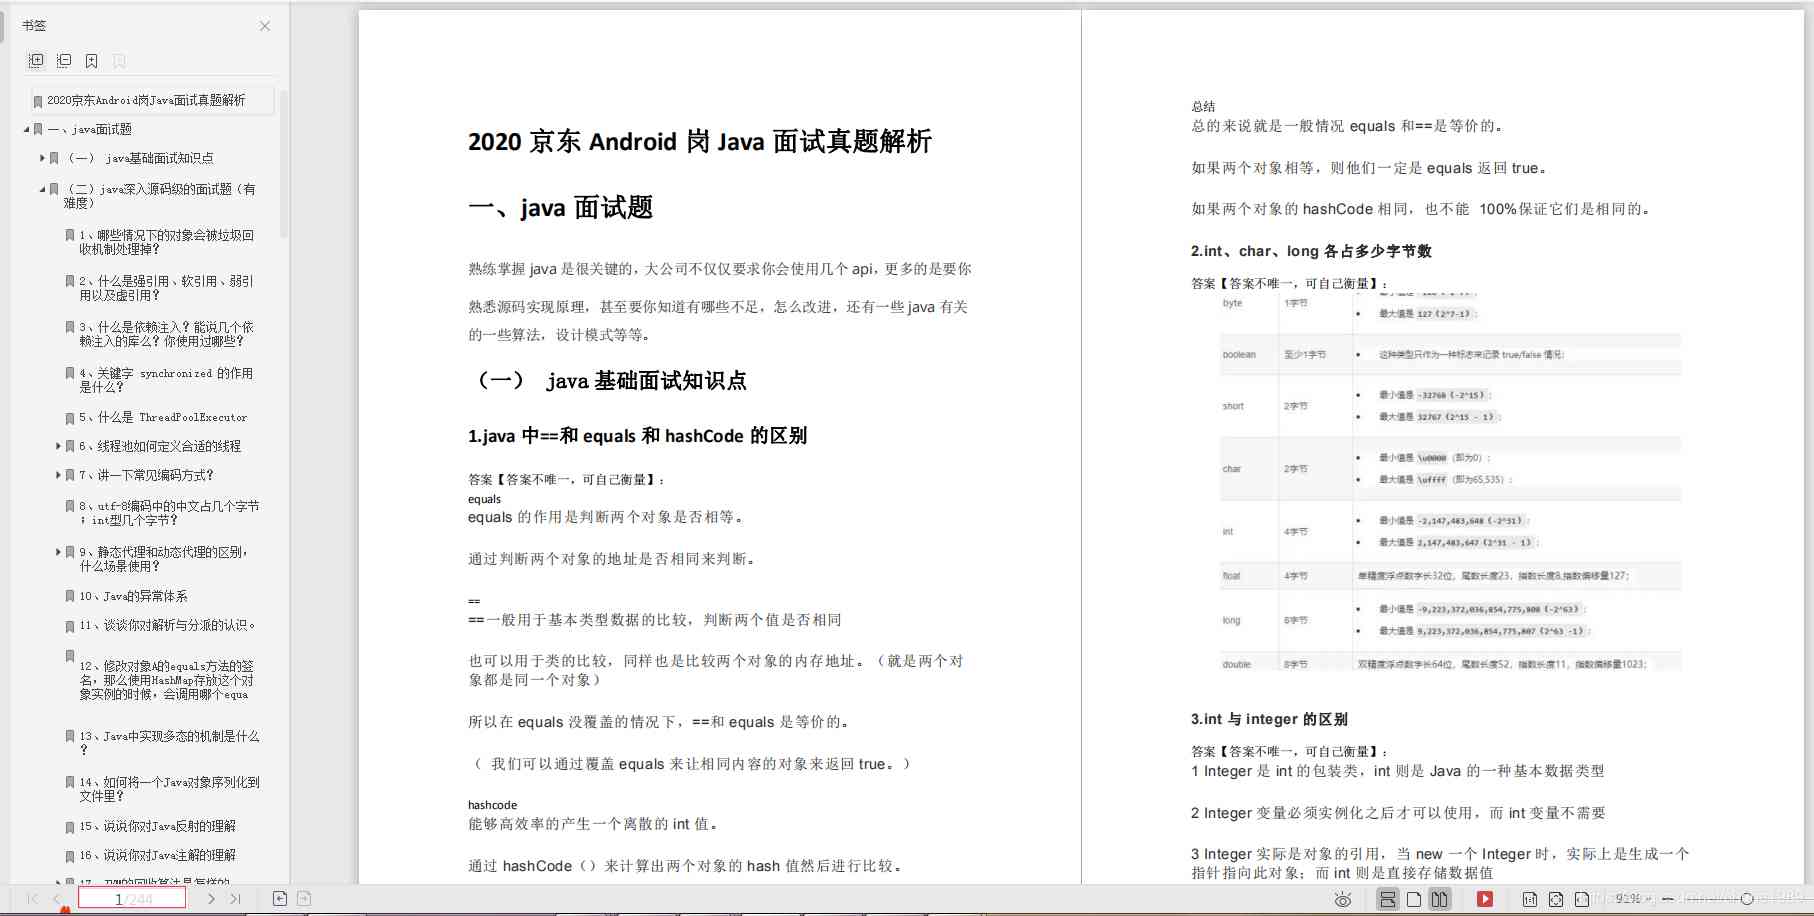 书签
2020京东Android岗Java面试真题解析
一、java面试题
（一） java基础面试知识点
（二）java深入源码级的面试题（有
难度）
1、哪些情况下的对象会被垃圾回
收机制处理掉？
2、什么是强引用、软引用、弱引
用以及虚引用？
3、什么是依赖注入？能说几个依
赖注入的库么？你使用过哪些？
4、关键字 synchronized 的作用
是什么？
5、什么是 ThreadPoolExecutor
6、线程池如何定义合适的线程
7、讲一下常见编码方式？
8、utf-8编码中的中文占几个字节
；int型几个字节？
9、静态代理和动态代理的区别，
什么场景使用？
10、Java的异常体系
11、谈谈你对解析与分派的认识。
12、修改对象A的equals方法的签
名，那么使用HashMap存放这个对
象实例的时候，会调用哪个equa
13、Java中实现多态的机制是什么
？
14、如何将一个Java对象序列化到
文件里？
15、说说你对Java反射的理解
16、说说你对Java注解的理解
1/244
2020 京东 Android 岗 Java 面试真题解析
一、java 面试题
熟练掌握 java 是很关键的，大公司不仅仅要求你会使用几个 api，更多的是要你
熟悉源码实现原理，甚至要你知道有哪些不足，怎么改进，还有一些 java 有关
的一些算法，设计模式等等。
（一） java 基础面试知识点
1.java 中==和 equals 和 hashCode 的区别
答案【答案不唯一，可自己衡量】：
equals
equals 的作用是判断两个对象是否相等。
通过判断两个对象的地址是否相同来判断。
==
==一般用于基本类型数据的比较，判断两个值是否相同
也可以用于类的比较，同样也是比较两个对象的内存地址。（就是两个对
象都是同一个对象）
所以在 equals 没覆盖的情况下，==和 equals 是等价的。
（ 我们可以通过覆盖 equals 来让相同内容的对象来返回 true。）
hashcode
能够高效率的产生一个离散的 int 值。
通过 hashCode（）来计算出两个对象的 hash 值然后进行比较。
总结
总的来说就是一般情况 equals 和==是等价的。
如果两个对象相等，则他们一定是 equals 返回 true。
如果两个对象的 hashCode 相同，也不能 100%保证它们是相同的。
2.int、char、long 各占多少字节数
答案【答案不唯一，可自己衡量】：
byte 1字节
• 最大值是 127（2^7-1）；
boolean 至少1字节 • 这种类型只作为一种标志来记录 true/false 情况；
short 2字节
• 最小值是 -32768（-2^15）；
• 最大值是 32767（2^15 - 1）；
char 2字节
• 最小值是 \u0000（即为0）；
• 最大值是 \uffff（即为65,535）；
int 4字节
• 最小值是 -2,147,483,648（-2^31）；
• 最大值是 2,147,483,647（2^31 - 1）；
float 4字节 单精度浮点数字长32位，尾数长度23，指数长度8,指数偏移量127；
long 8字节
• 最小值是 -9,223,372,036,854,775,808（-2^63）；
• 最大值是 9,223,372,036,854,775,807（2^63 -1）；
double 8字节 双精度浮点数字长64位，尾数长度52，指数长度11，指数偏移量1023；
3.int 与 integer 的区别
答案【答案不唯一，可自己衡量】：
1 Integer 是 int 的包装类，int 则是 Java 的一种基本数据类型
2 Integer 变量必须实例化之后才可以使用，而 int 变量不需要
3 Integer 实际是对象的引用，当 new 一个 Integer 时，实际上是生成一个
指针指向此对象；而 int 则是直接存储数据值